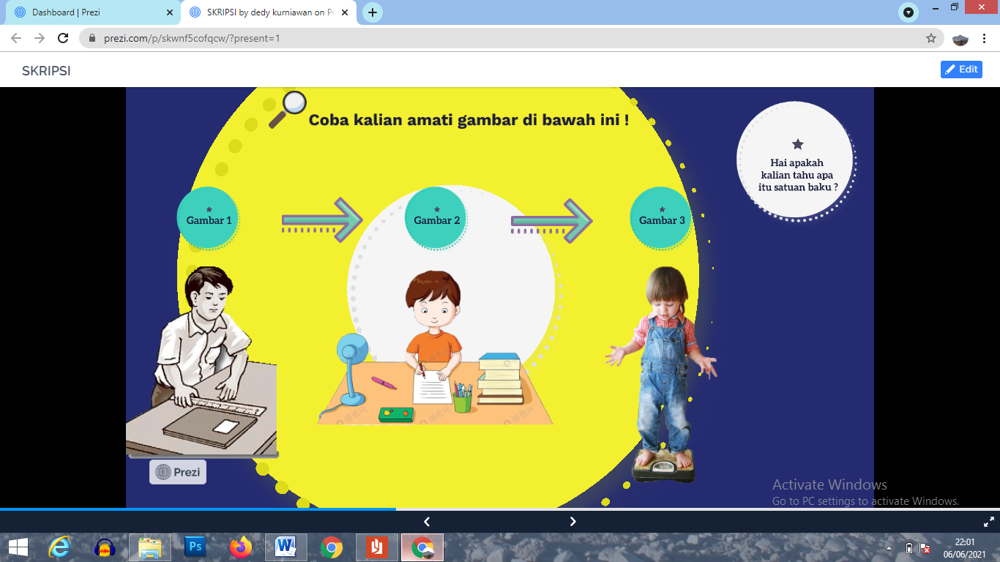 Dashboard | Prezi
SKRIPSI by dedy kurniawan on Pr
prezi.com/p/skwnf5cofqcw/?present=1
SKRIPSI
Edit
Coba kalian amati gambar di bawah ini !
Hai apakah
kalian tahu apa
itu satuan baku ?
Gambar 1
Gambar 2
Gambar 3
Prezi
Activate Windows
Go to PC settings to activate Windows.
Ps
W
22:01
06/06/2021